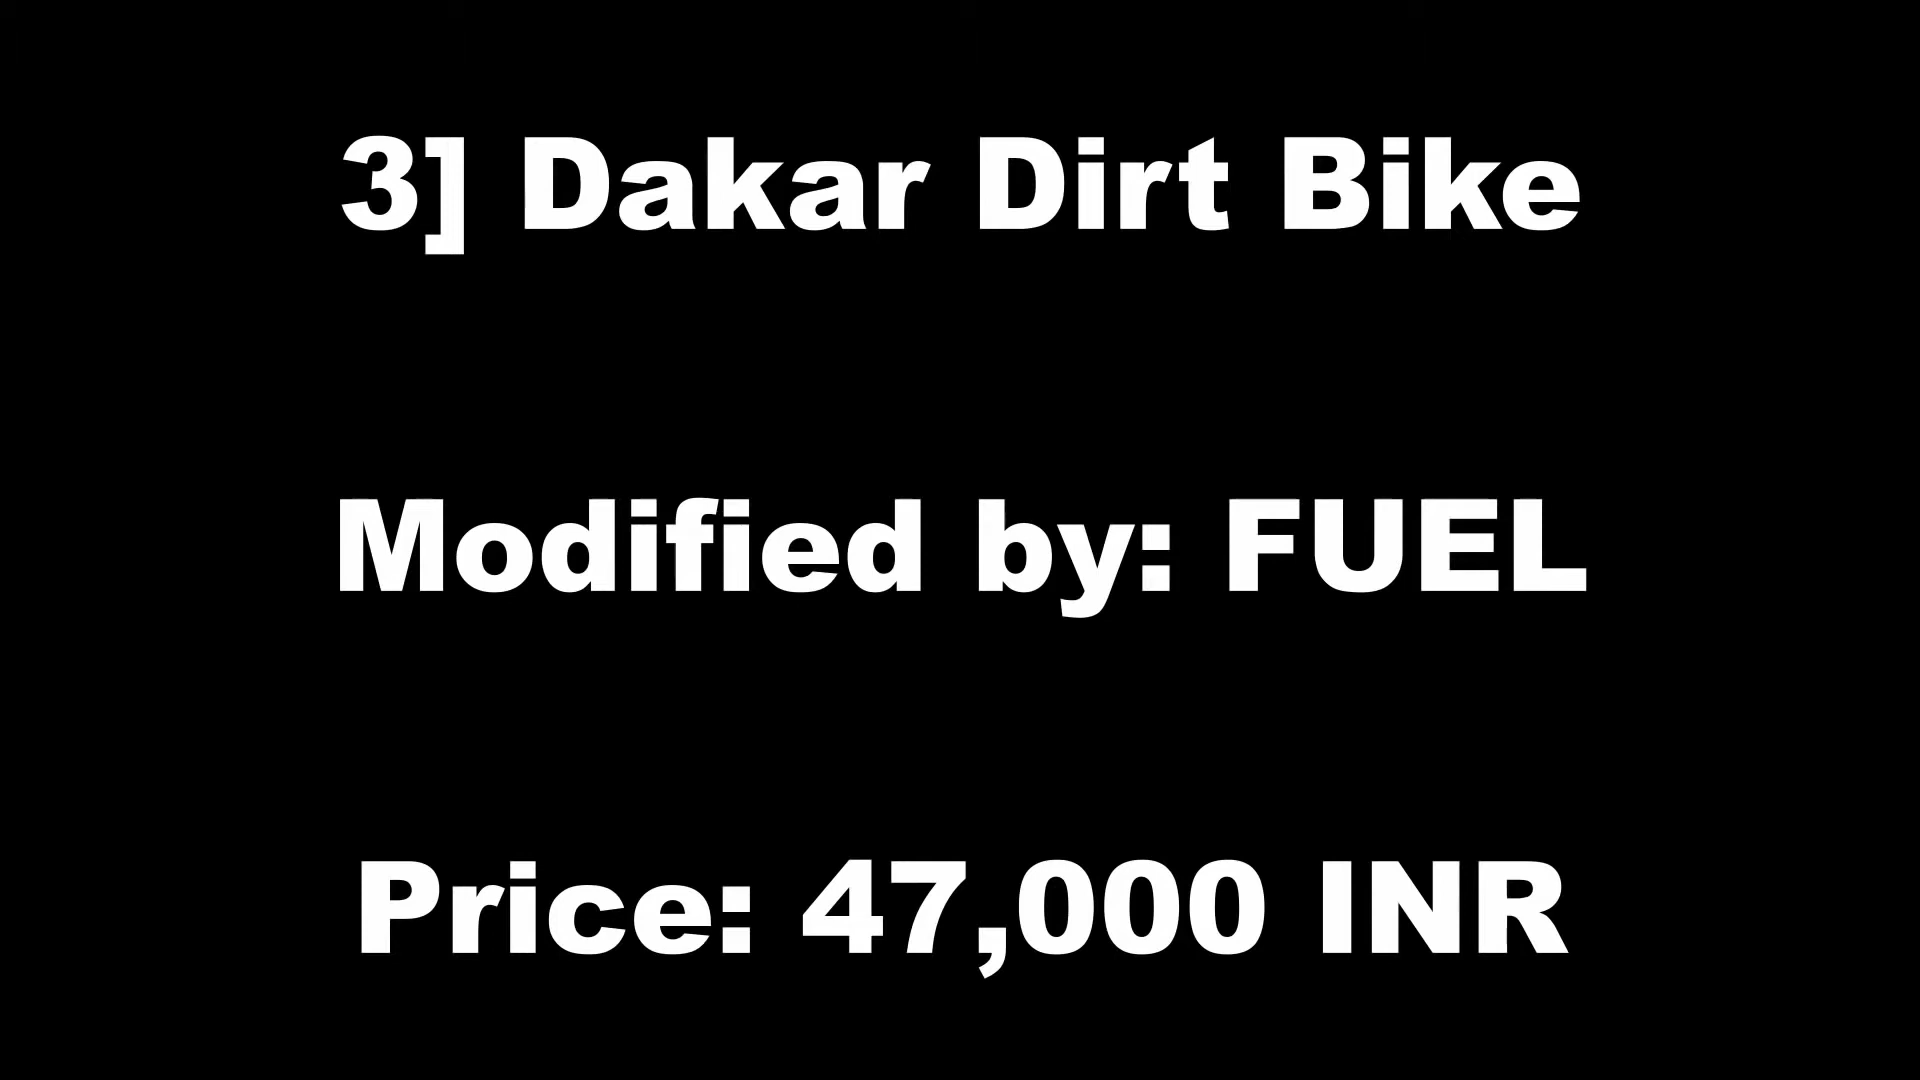 3] Dakar Dirt Bike
Modified by: FUEL
Price: 47,000 INR